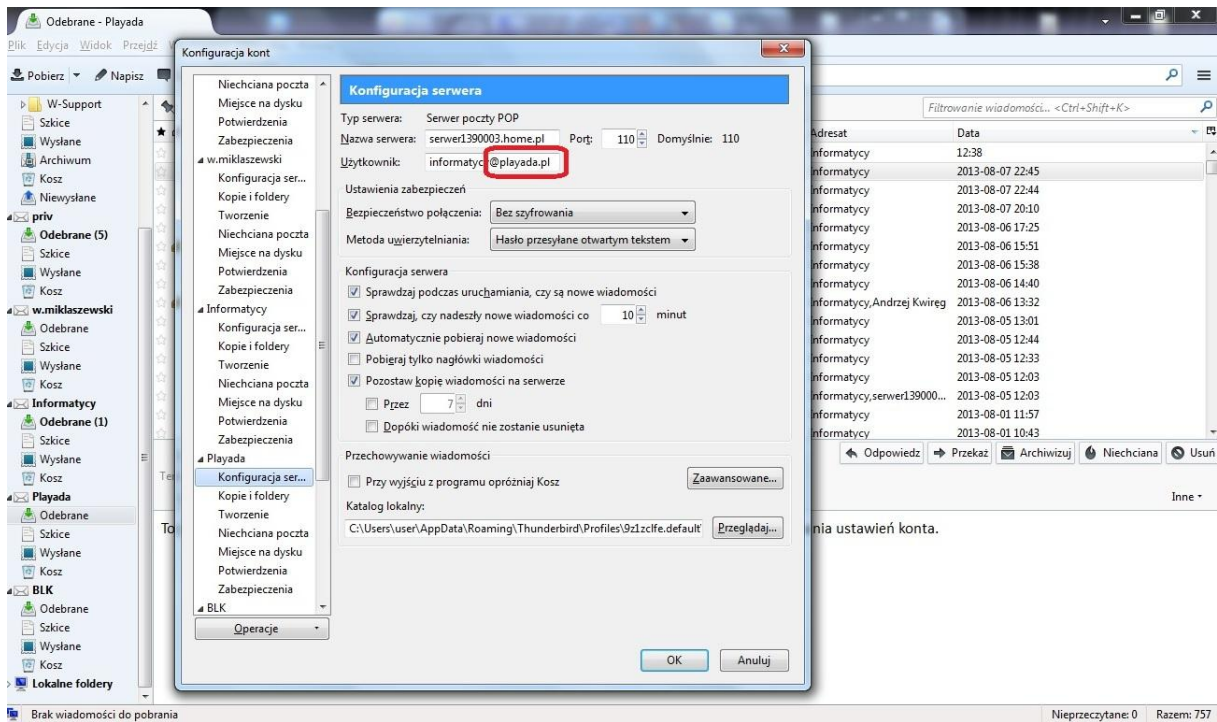 Odebrane - Playada
Plik Edycja Widok Przejdź
Pobierz Napisz
W-Support
Szkice
Wysłane
Archiwum
Kosz
Niewysłane
priv
Odebrane (5)
Szkice
Wysłane
Kosz
w.miklaszewski
Odebrane
Szkice
Wysłane
Kosz
Informatycy
Odebrane (1)
Szkice
Wysłane
Kosz
Playada
Odebrane
Szkice
Wysłane
Kosz
BLK
Odebrane
Szkice
Wysłane
Kosz
Lokalne foldery
Brak wiadomości do pobrania
Konfiguracja kont
Niechciana poczta
Miejsce na dysku
Potwierdzenia
Zabezpieczenia
w.miklaszewski
Konfiguracja ser...
Kopie i foldery
Tworzenie
Niechciana poczta
Miejsce na dysku
Potwierdzenia
Zabezpieczenia
Informatycy
Konfiguracja ser...
Kopie i foldery
Tworzenie
Niechciana poczta
Miejsce na dysku
Potwierdzenia
Zabezpieczenia
Playada
Konfiguracja ser...
Kopie i foldery
Tworzenie
Niechciana poczta
Miejsce na dysku
Potwierdzenia
Zabezpieczenia
BLK
Operacje
Konfiguracja serwera
Typ serwera: Serwer poczty POP
Nazwa serwera: serwer1390003.home.pl Port: 110 Domyślnie: 110
Użytkownik: informatycy@playada.pl
Ustawienia zabezpieczeń
Bezpieczeństwo połączenia: Bez szyfrowania
Metoda uwierzytelniania: Hasło przesyłane otwartym tekstem
Konfiguracja serwera
Sprawdzaj podczas uruchamiania, czy są nowe wiadomości
Sprawdzaj, czy nadeszły nowe wiadomości co 10 minut
Automatycznie pobieraj nowe wiadomości
Pobieraj tylko nagłówki wiadomości
Pozostaw kopię wiadomości na serwerze
Przez 7 dni
Dopóki wiadomość nie zostanie usunięta
Przechowywanie wiadomości
Przy wyjściu z programu opróżniaj Kosz Zaawansowane...
Katalog lokalny:
C:\Users\user\AppData\Roaming\Thunderbird\Profiles\9z1zclfe.default Przeglądaj...
OK Anuluj
Filtrowanie wiadomości... <Ctrl+Shift+K>
Adresat Data
Informatycy 12:38
Informatycy 2013-08-07 22:45
Informatycy 2013-08-07 22:44
Informatycy 2013-08-07 20:10
Informatycy 2013-08-06 17:25
Informatycy 2013-08-06 15:51
Informatycy 2013-08-06 15:38
Informatycy 2013-08-06 14:40
Informatycy, Andrzej Kwiręg 2013-08-06 13:32
Informatycy 2013-08-05 13:01
Informatycy 2013-08-05 12:44
Informatycy 2013-08-05 12:33
Informatycy 2013-08-05 12:03
Informatycy,serwer139000... 2013-08-05 12:03
Informatycy 2013-08-01 11:57
Informatycy 2013-08-01 10:43
Odpowiedz Przekaż Archiwizuj Niechciana Usuń
Inne
ustawień konta.
Nieprzeczytane: 0 Razem: 757